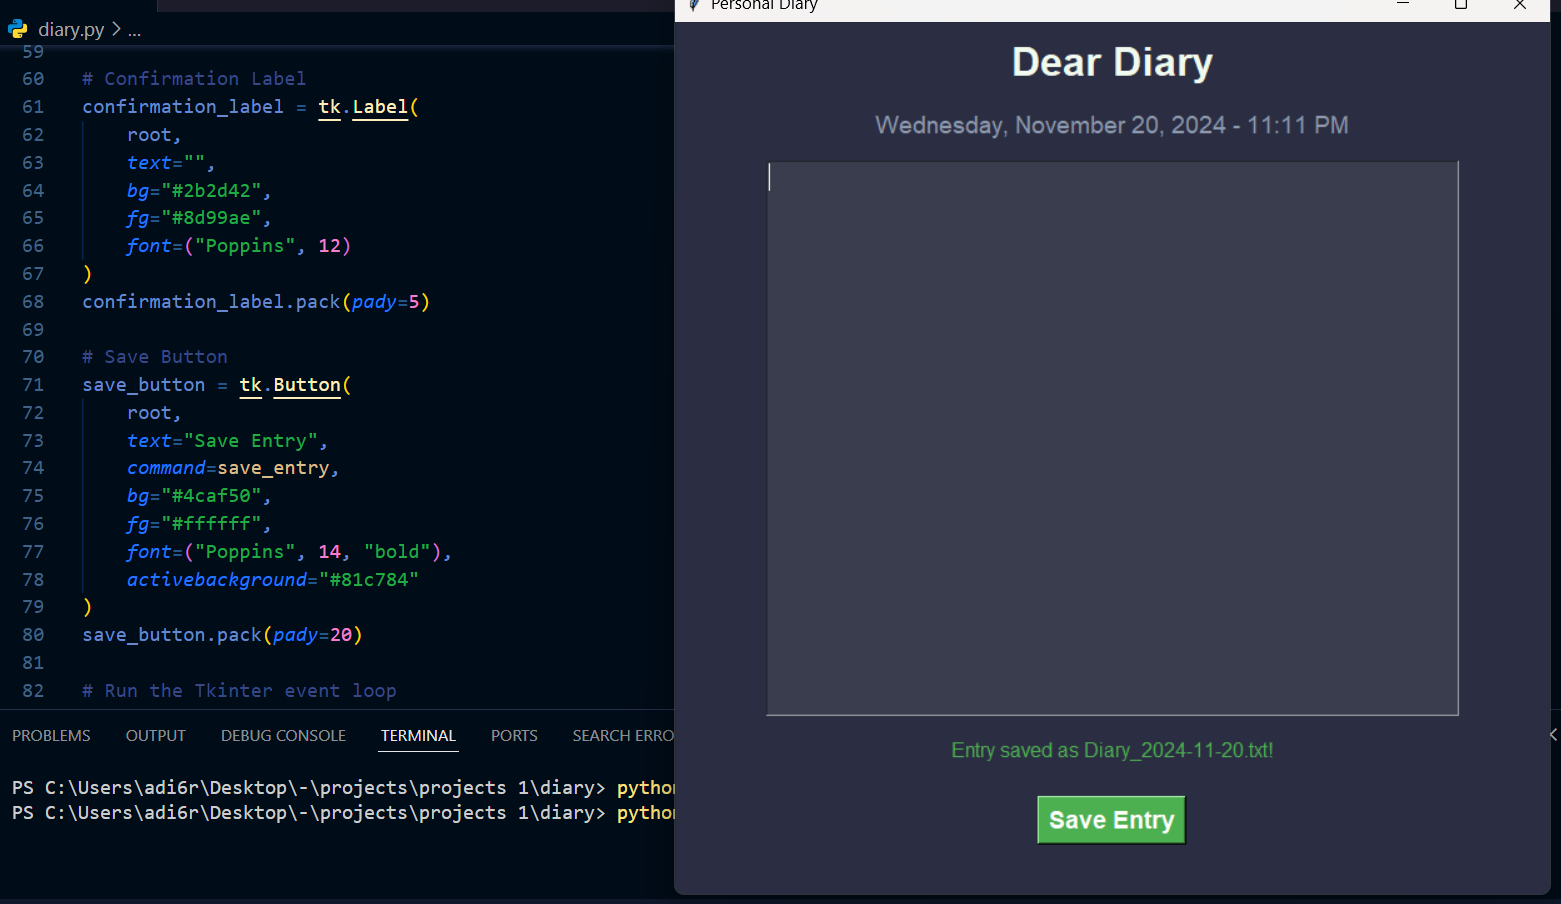 diary.py > ...
59
60 # Confirmation Label
61 confirmation_label = tk.Label(
62     root,
63     text="",
64     bg="#2b2d42",
65     fg="#8d99ae",
66     font=("Poppins", 12)
67 )
68 confirmation_label.pack(pady=5)
69
70 # Save Button
71 save_button = tk.Button(
72     root,
73     text="Save Entry",
74     command=save_entry,
75     bg="#4caf50",
76     fg="#ffffff",
77     font=("Poppins", 14, "bold"),
78     activebackground="#81c784"
79 )
80 save_button.pack(pady=20)
81
82 # Run the Tkinter event loop
PROBLEMS OUTPUT DEBUG CONSOLE TERMINAL PORTS SEARCH ERRO
PS C:\Users\adi6r\Desktop\-\projects\projects 1\diary> python
PS C:\Users\adi6r\Desktop\-\projects\projects 1\diary> python
Personal Diary
Dear Diary
Wednesday, November 20, 2024 - 11:11 PM
Entry saved as Diary_2024-11-20.txt!
Save Entry